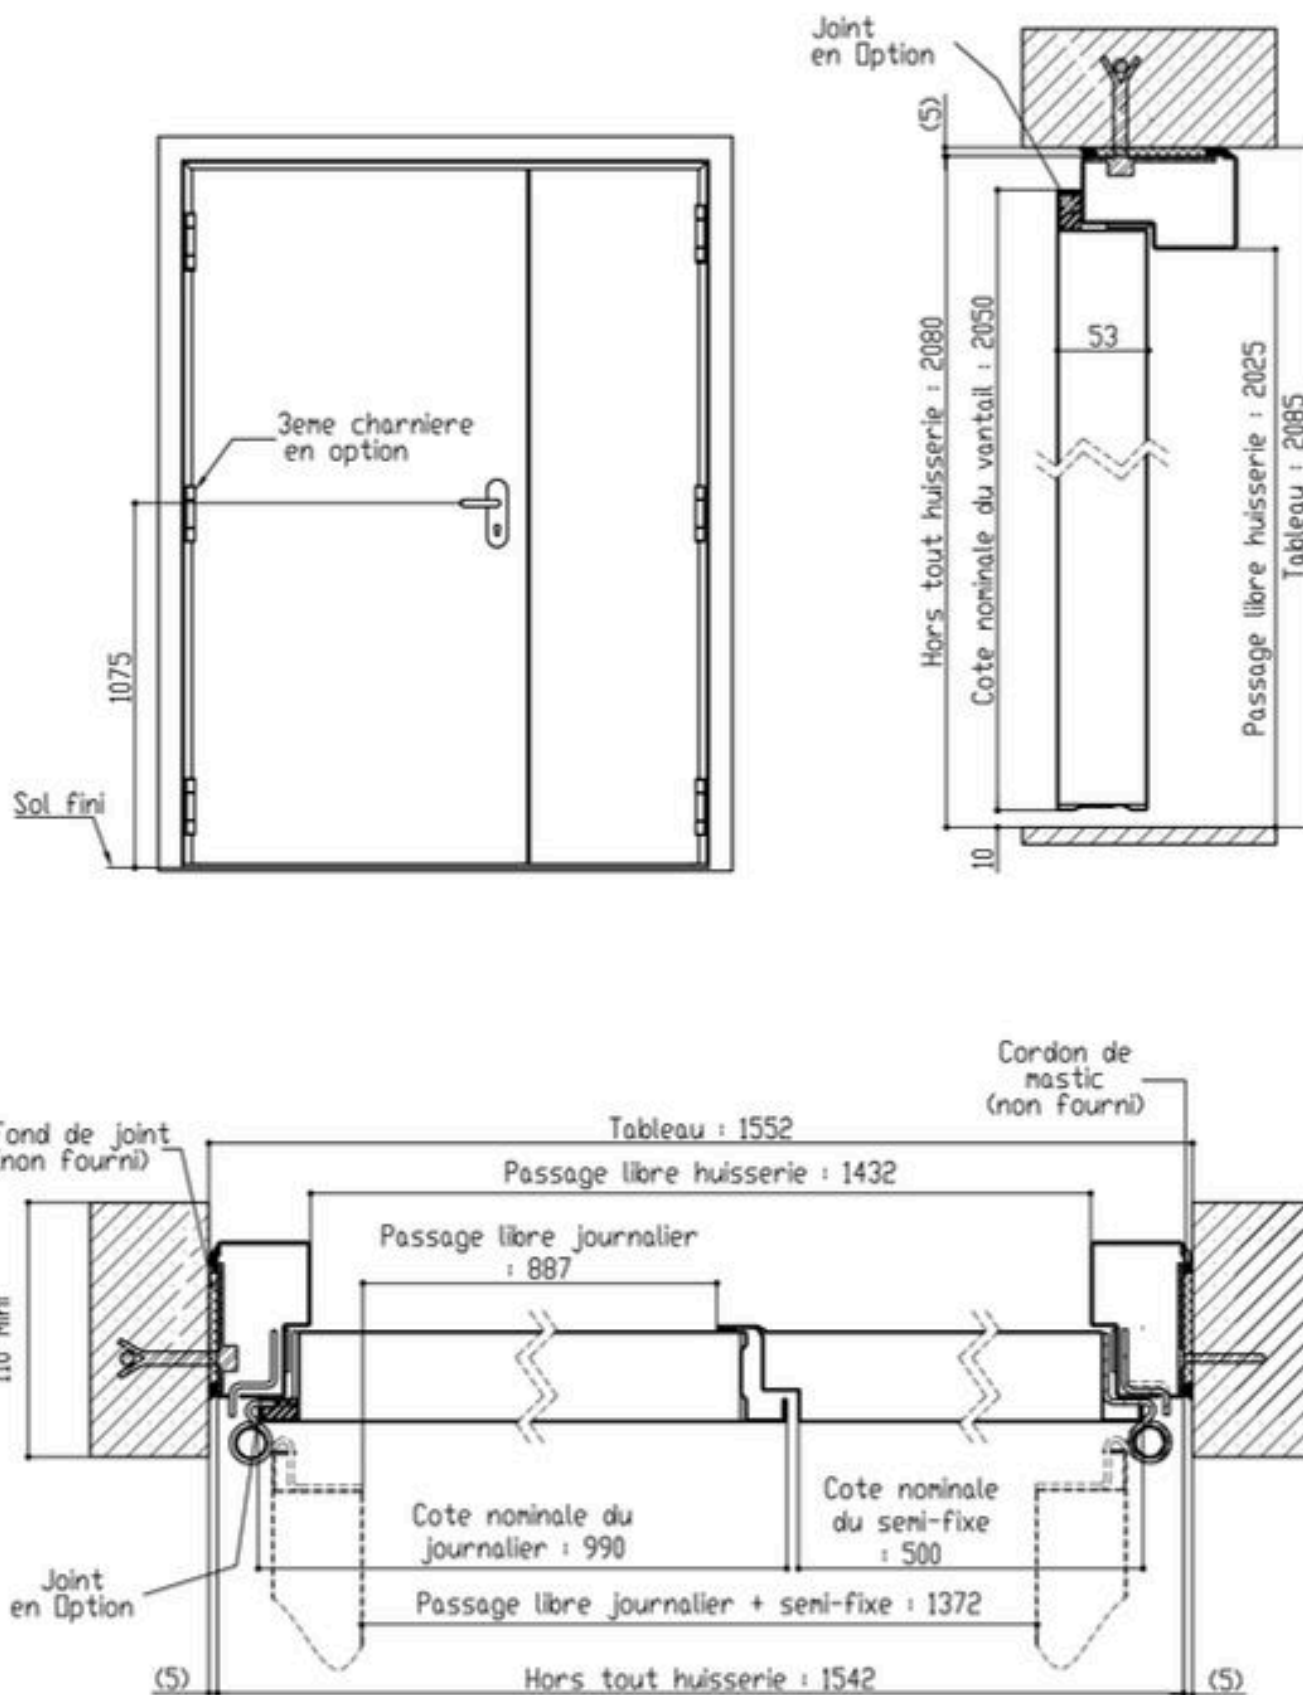 Joint
en Option
(5)
Hors tout huisserie : 2080
Cote nominale du vantail : 2050
53
Passage libre huisserie : 2025
Tableau : 2085
10
3eme charniere
en option
1075
Sol fini
Cordon de
mastic
(non fourni)
Fond de joint
(non fourni)
Tableau : 1552
Passage libre huisserie : 1432
Passage libre journalier
: 887
110 Mini
Cote nominale du
journalier : 990
Cote nominale
du semi-fixe
: 500
Joint
en Option
Passage libre journalier + semi-fixe : 1372
(5)
Hors tout huisserie : 1542
(5)